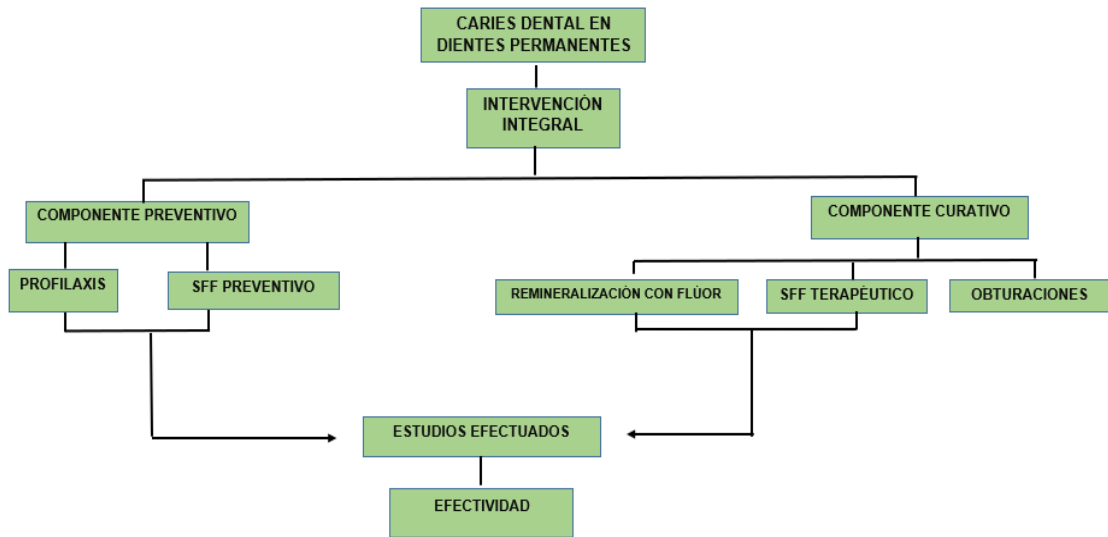 CARIES DENTAL EN
DIENTES PERMANENTES
INTERVENCIÓN
INTEGRAL
COMPONENTE PREVENTIVO
COMPONENTE CURATIVO
PROFILAXIS
SFF PREVENTIVO
REMINERALIZACIÓN CON FLÚOR
SFF TERAPÉUTICO
OBTURACIONES
ESTUDIOS EFECTUADOS
EFECTIVIDAD